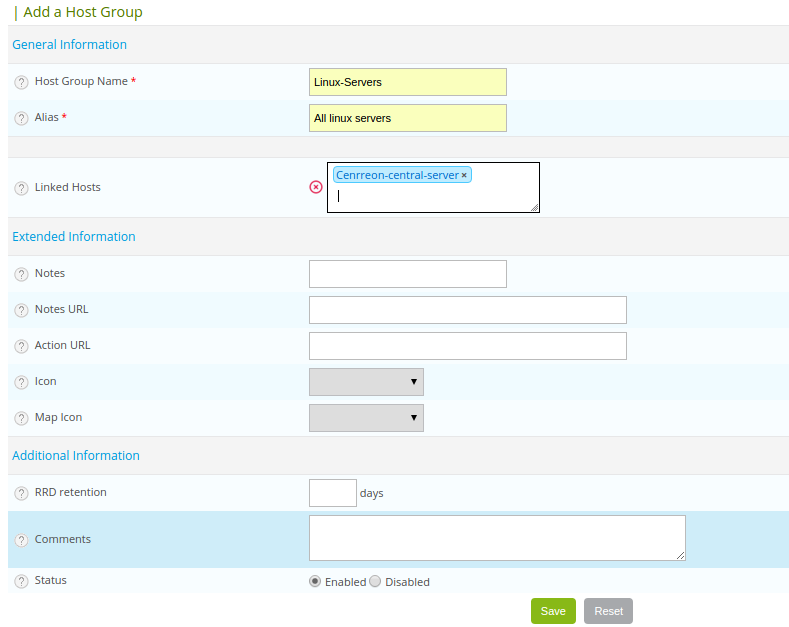 | Add a Host Group
General Information
? Host Group Name * Linux-Servers
? Alias * All linux servers
? Linked Hosts Cenrreon-central-server ×
Extended Information
? Notes
? Notes URL
? Action URL
? Icon
? Map Icon
Additional Information
? RRD retention days
? Comments
? Status Enabled Disabled
Save Reset